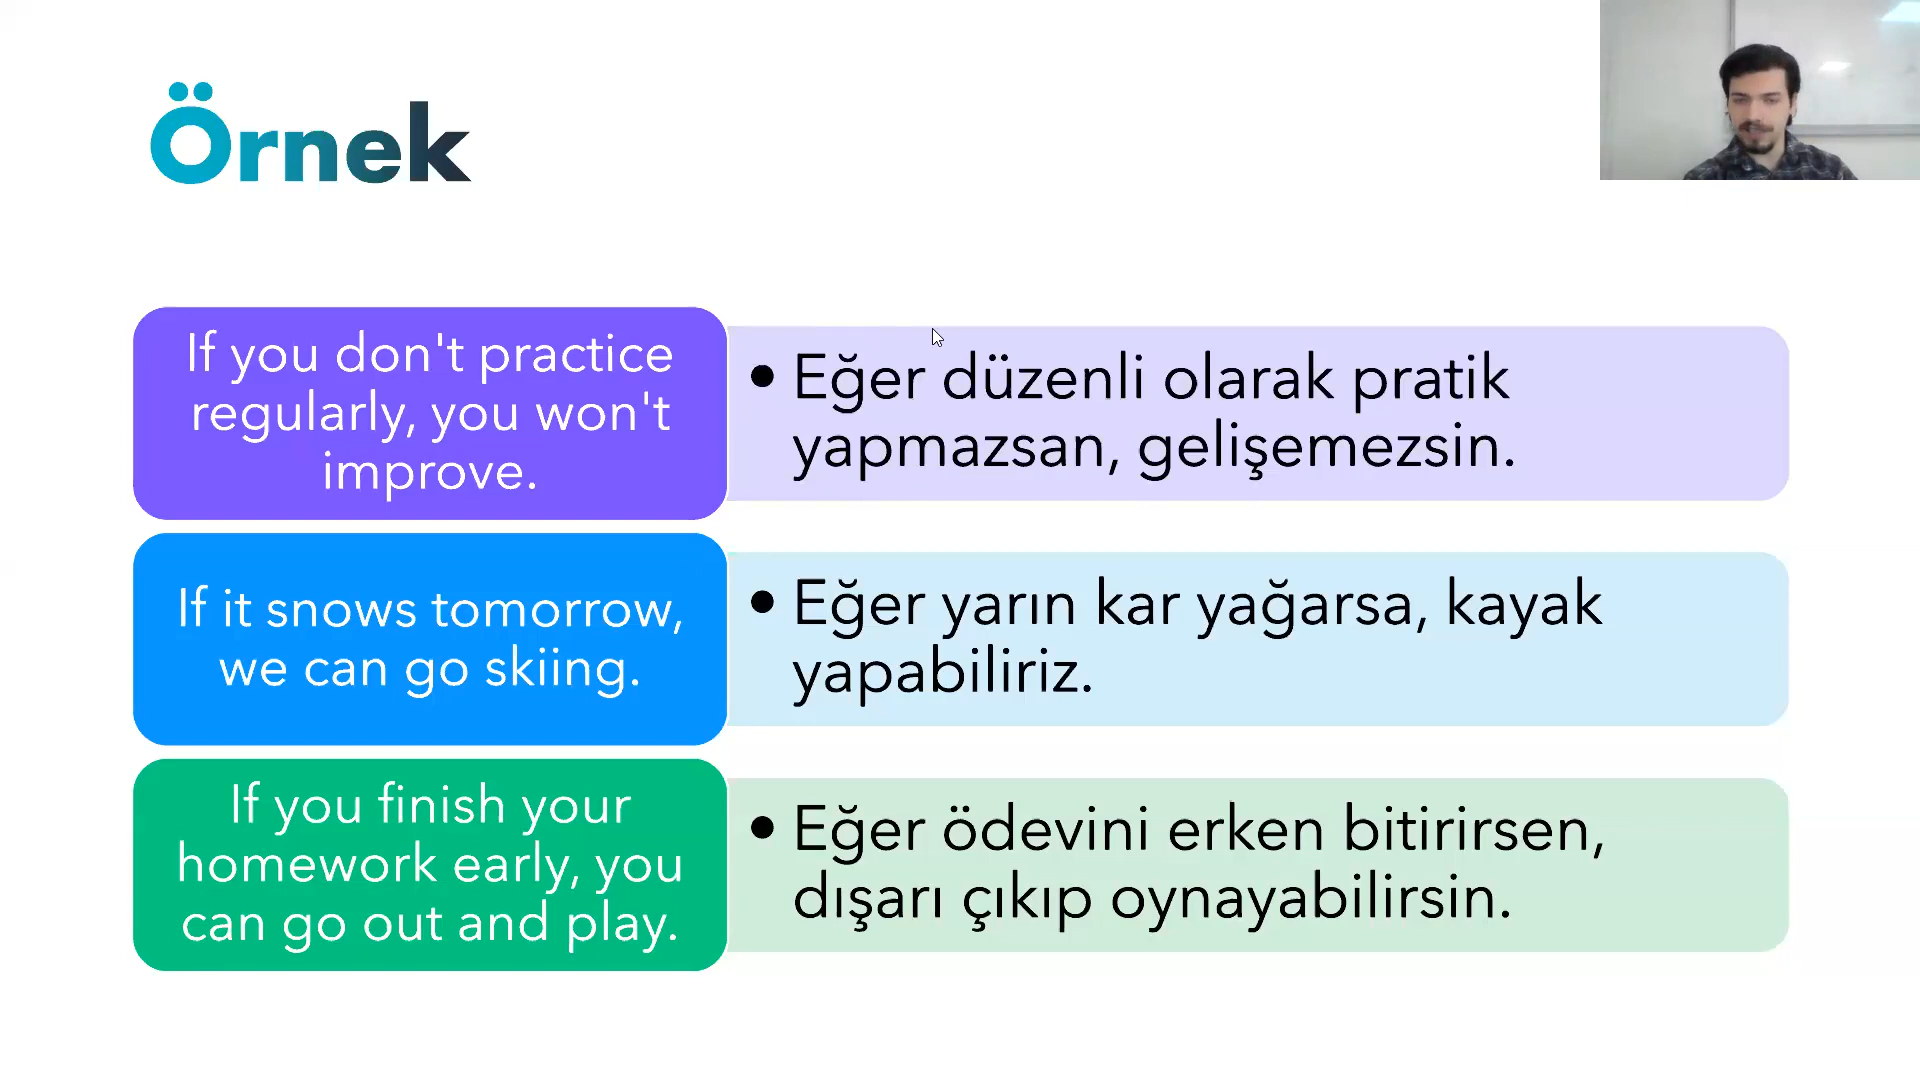 Örnek
If you don't practice
regularly, you won't
improve.
• Eğer düzenli olarak pratik
yapmazsan, gelişemezsin.
If it snows tomorrow,
we can go skiing.
• Eğer yarın kar yağarsa, kayak
yapabiliriz.
If you finish your
homework early, you
can go out and play.
• Eğer ödevini erken bitirirsen,
dışarı çıkıp oynayabilirsin.